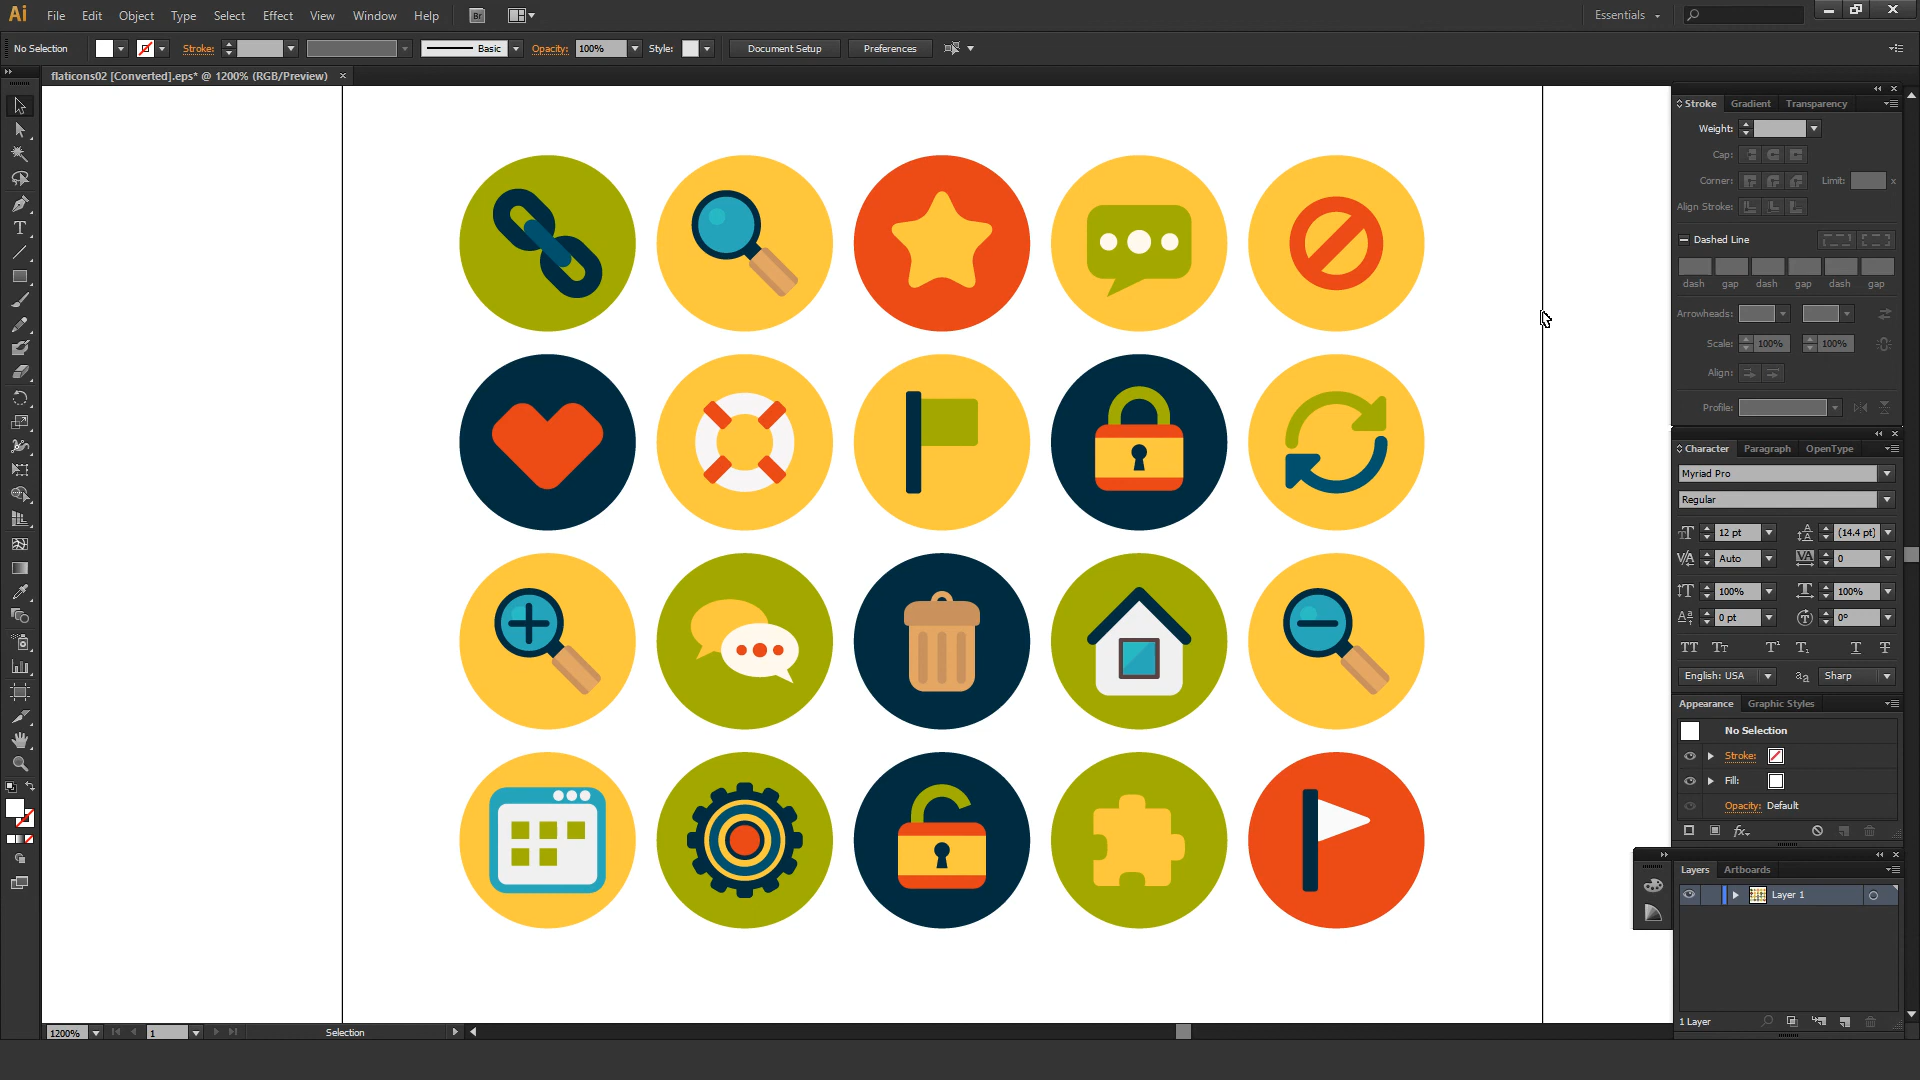 Ai File Edit Object Type Select Effect View Window Help Br Essentials
No Selection Stroke: Basic Opacity: 100% Style: Document Setup Preferences
flaticons02 [Converted].eps* @ 1200% (RGB/Preview)
Stroke Gradient Transparency
Weight:
Cap:
Corner: Limit: x
Align Stroke:
Dashed Line
dash gap dash gap dash gap
Arrowheads:
Scale: 100% 100%
Align:
Profile:
Character Paragraph OpenType
Myriad Pro
Regular
12 pt (14.4 pt)
Auto 0
100% 100%
0 pt 0°
English: USA Sharp
Appearance Graphic Styles
No Selection
Stroke:
Fill:
Opacity: Default
fx
Layers Artboards
Layer 1
1 Layer
1200% 1 Selection